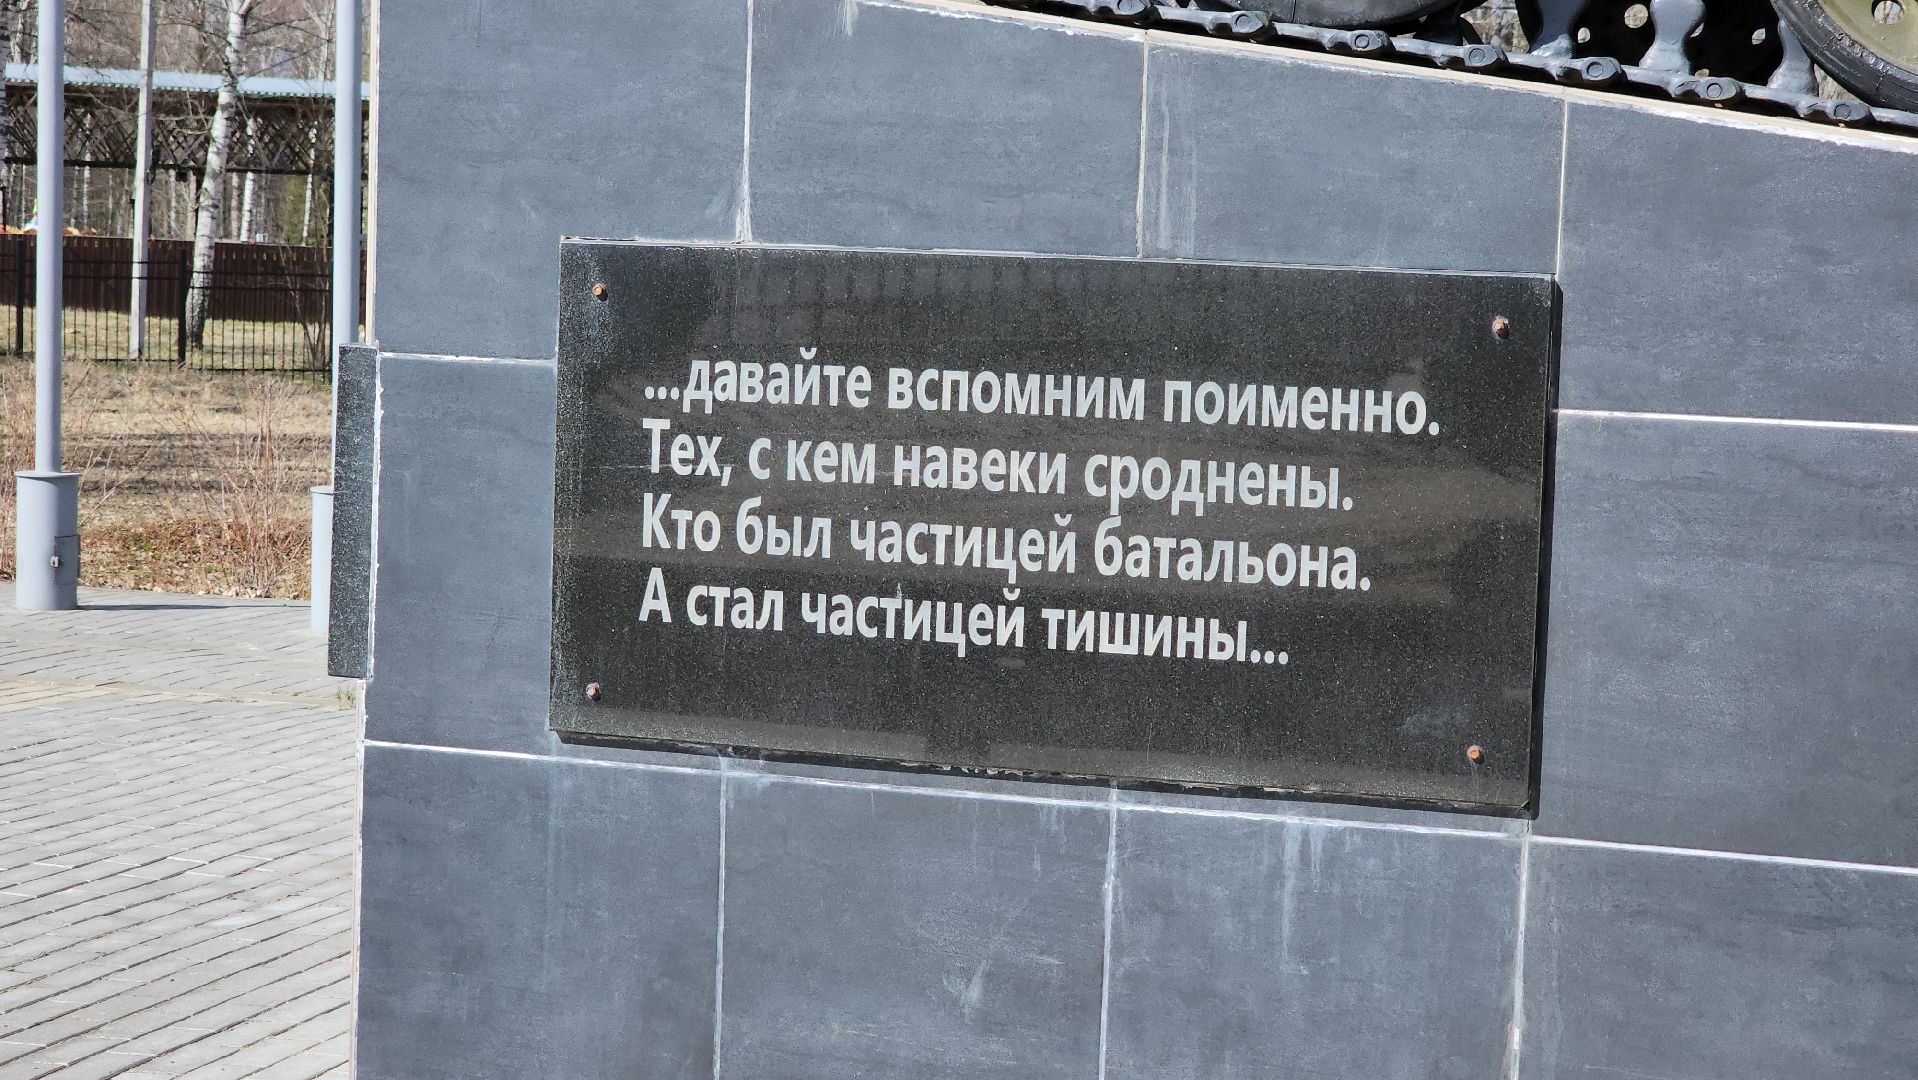 ...давайте вспомним поименно.
Тех, с кем навеки сроднены.
Кто был частицей батальона.
А стал частицей тишины...